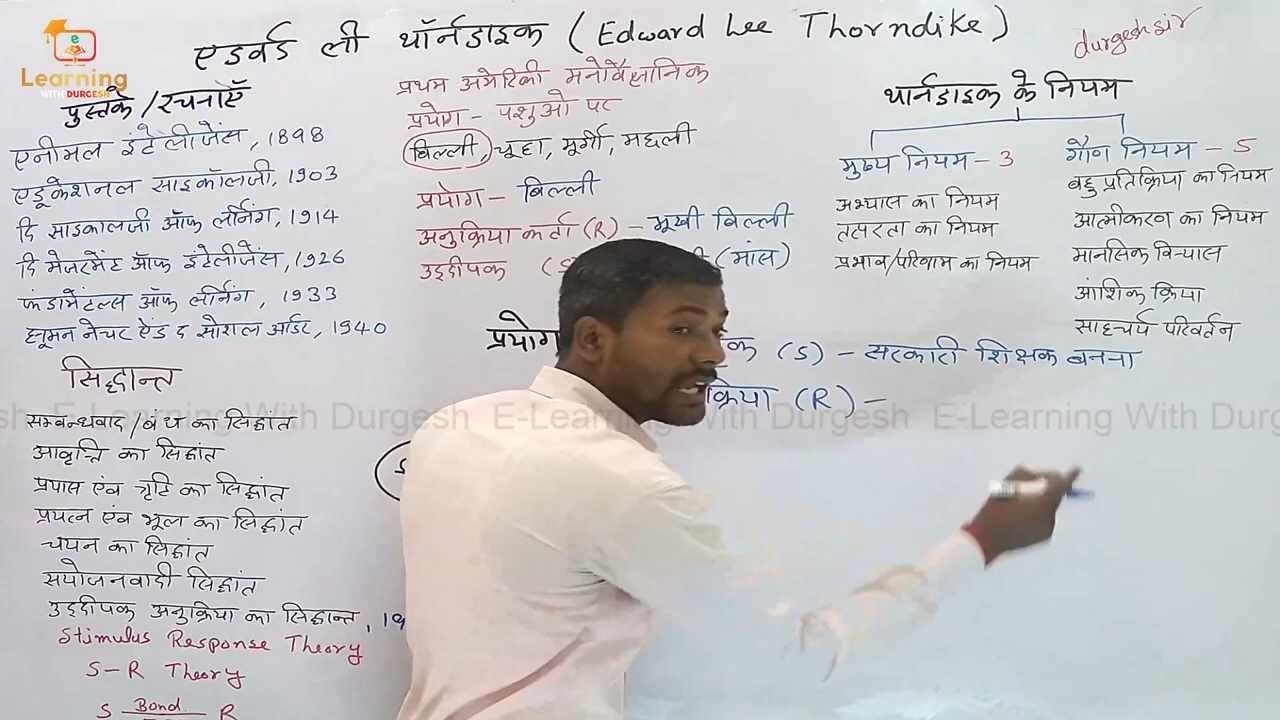 एडवर्ड ली थॉर्नडाइक (Edward Lee Thorndike)
durgesh sir
e
Learning
WITH DURGESH
पुस्तकें/रचनाएँ
एनीमल इंटेलीजेंस, 1898
एडूकेशनल साइकॉलजी, 1903
दि साइकालजी ऑफ लर्निंग, 1914
दि मेजरमेंट ऑफ इंटेलीजेंस, 1926
फंडामेंटल्स ऑफ लर्निंग, 1933
ह्यूमन नेचर ऐंड द सोशल आर्डर, 1940
सिद्धान्त
सम्बन्धवाद/बंध का सिद्धांत
आवृत्ति का सिद्धांत
प्रयास एंव त्रुटि का सिद्धांत
प्रयत्न एंव भूल का सिद्धांत
चयन का सिद्धांत
संयोजनवादी सिद्धांत
उद्दीपक अनुक्रिया का सिद्धान्त, 19
Stimulus Response Theory
S-R Theory
S Bond R
प्रथम अमेरिकी मनोवैज्ञानिक
प्रयोग - पशुओ पर
बिल्ली, चूहा, मूर्गी, मछली
प्रयोग - बिल्ली
अनुक्रिया कर्ता (R) - भूखी बिल्ली
उद्दीपक (S (मांस)
प्रयोग क (S) - सरकारी शिक्षक बनना
क्रिया (R) -
थार्नडाइक के नियम
मुख्य नियम - 3
अभ्यास का नियम
तत्परता का नियम
प्रभाव/परिणाम का नियम
गौण नियम - 5
बहु प्रतिक्रिया का नियम
आत्मीकरण का नियम
मानसिक विन्यास
आंशिक क्रिया
साहचर्य परिवर्तन
sh E-Learning With Durgesh E-Learning With Durgesh E-Learning With Durg